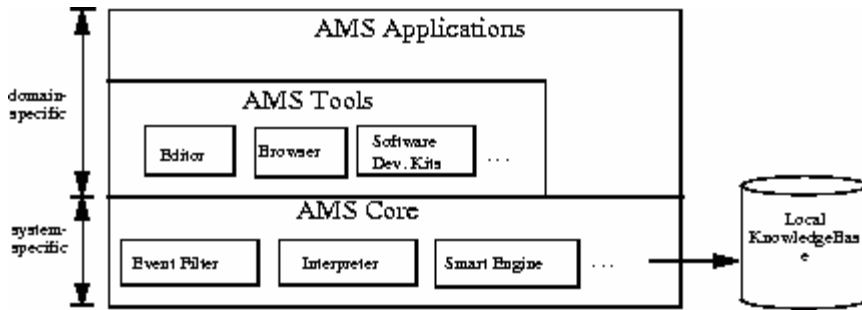 AMS Applications
domain-
specific
AMS Tools
Editor
Browser
Software
Dev. Kits
...
AMS Core
system-
specific
Event Filter
Interpreter
Smart Engine
...
Local
KnowledgeBas
e